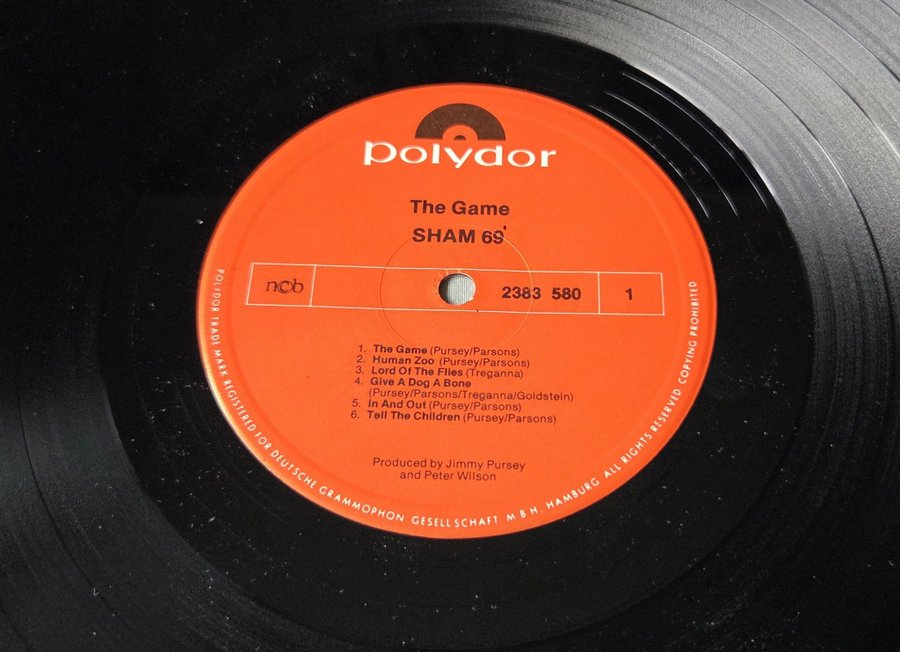 polydor
The Game
SHAM 69'
ncb 2383 580 1
1. The Game (Pursey/Parsons)
2. Human Zoo (Pursey/Parsons)
3. Lord Of The Flies (Treganna)
4. Give A Dog A Bone
(Pursey/Parsons/Treganna/Goldstein)
5. In And Out (Pursey/Parsons)
6. Tell The Children (Pursey/Parsons)
Produced by Jimmy Pursey
and Peter Wilson
POLYDOR TRADE MARK REGISTERED FOR DEUTSCHE GRAMMOPHON GESELLSCHAFT M B H. HAMBURG ALL RIGHTS RESERVED COPYING PROHIBITED